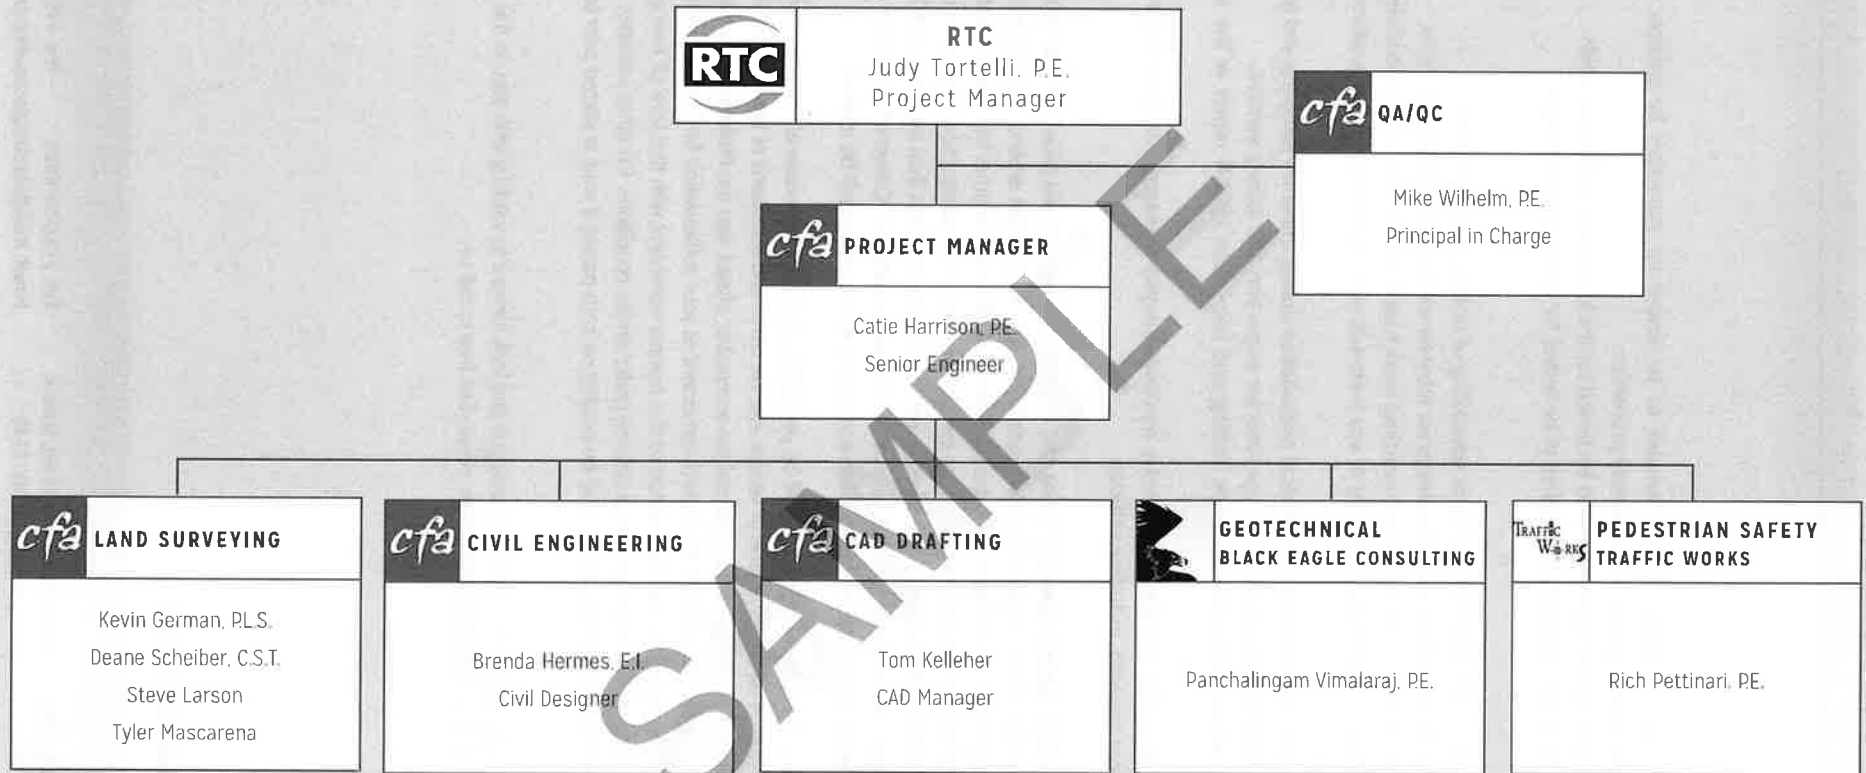 RTC
RTC
Judy Tortelli, P.E.
Project Manager
cfa QA/QC
Mike Wilhelm, P.E.
Principal in Charge
cfa PROJECT MANAGER
Catie Harrison, P.E.
Senior Engineer
cfa LAND SURVEYING
Kevin German, P.L.S.
Deane Scheiber, C.S.T.
Steve Larson
Tyler Mascarena
cfa CIVIL ENGINEERING
Brenda Hermes, E.I.
Civil Designer
cfa CAD DRAFTING
Tom Kelleher
CAD Manager
GEOTECHNICAL
BLACK EAGLE CONSULTING
Panchalingam Vimalaraj, P.E.
TRAFFIC
WORKS
PEDESTRIAN SAFETY
TRAFFIC WORKS
Rich Pettinari, P.E.
SAMPLE